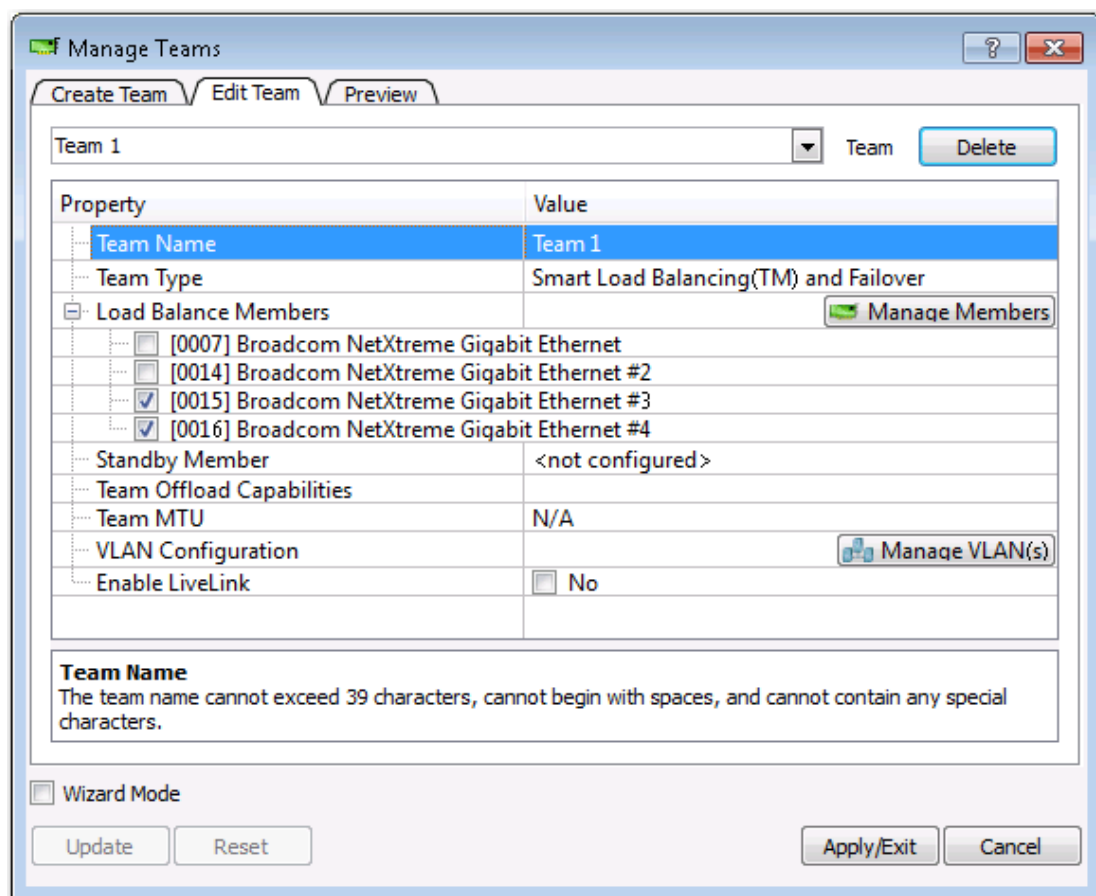 Manage Teams
Create Team Edit Team Preview
Team 1 Team Delete
Property Value
Team Name Team 1
Team Type Smart Load Balancing(TM) and Failover
Load Balance Members Manage Members
[0007] Broadcom NetXtreme Gigabit Ethernet
[0014] Broadcom NetXtreme Gigabit Ethernet #2
[0015] Broadcom NetXtreme Gigabit Ethernet #3
[0016] Broadcom NetXtreme Gigabit Ethernet #4
Standby Member <not configured>
Team Offload Capabilities
Team MTU N/A
VLAN Configuration Manage VLAN(s)
Enable LiveLink No
Team Name
The team name cannot exceed 39 characters, cannot begin with spaces, and cannot contain any special
characters.
Wizard Mode
Update Reset Apply/Exit Cancel